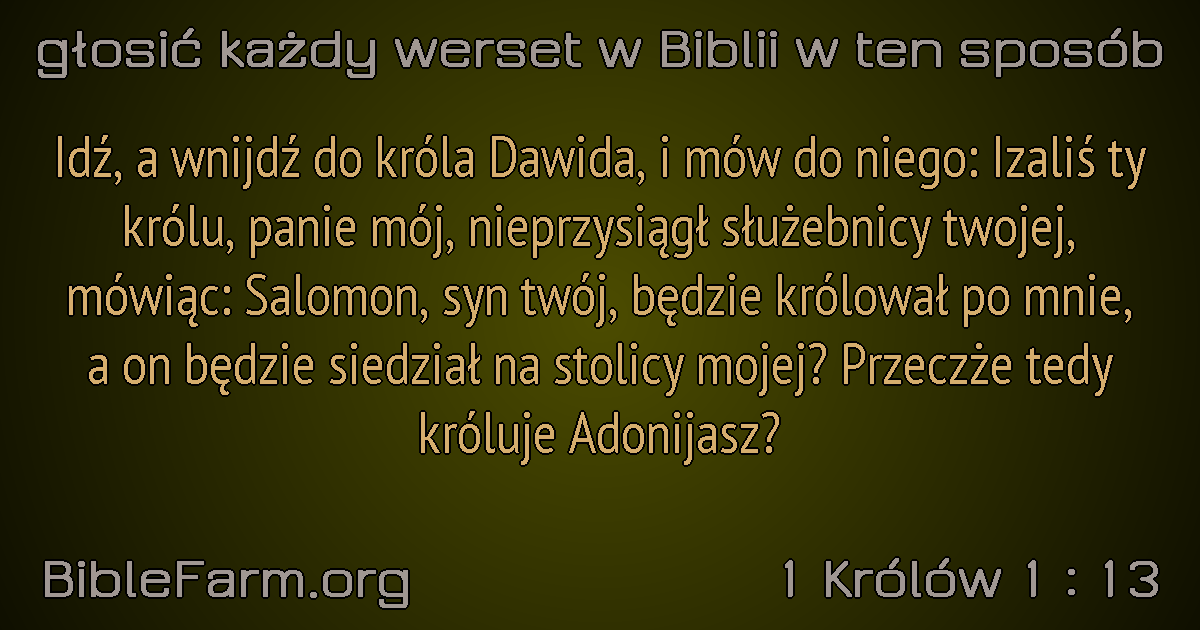 głosić każdy werset w Biblii w ten sposób
Idź, a wnijdź do króla Dawida, i mów do niego: Izaliś ty
królu, panie mój, nieprzysiągł służebnicy twojej,
mówiąc: Salomon, syn twój, będzie królował po mnie,
a on będzie siedział na stolicy mojej? Przeczże tedy
króluje Adonijasz?
BibleFarm.org
1 Królów 1 : 13